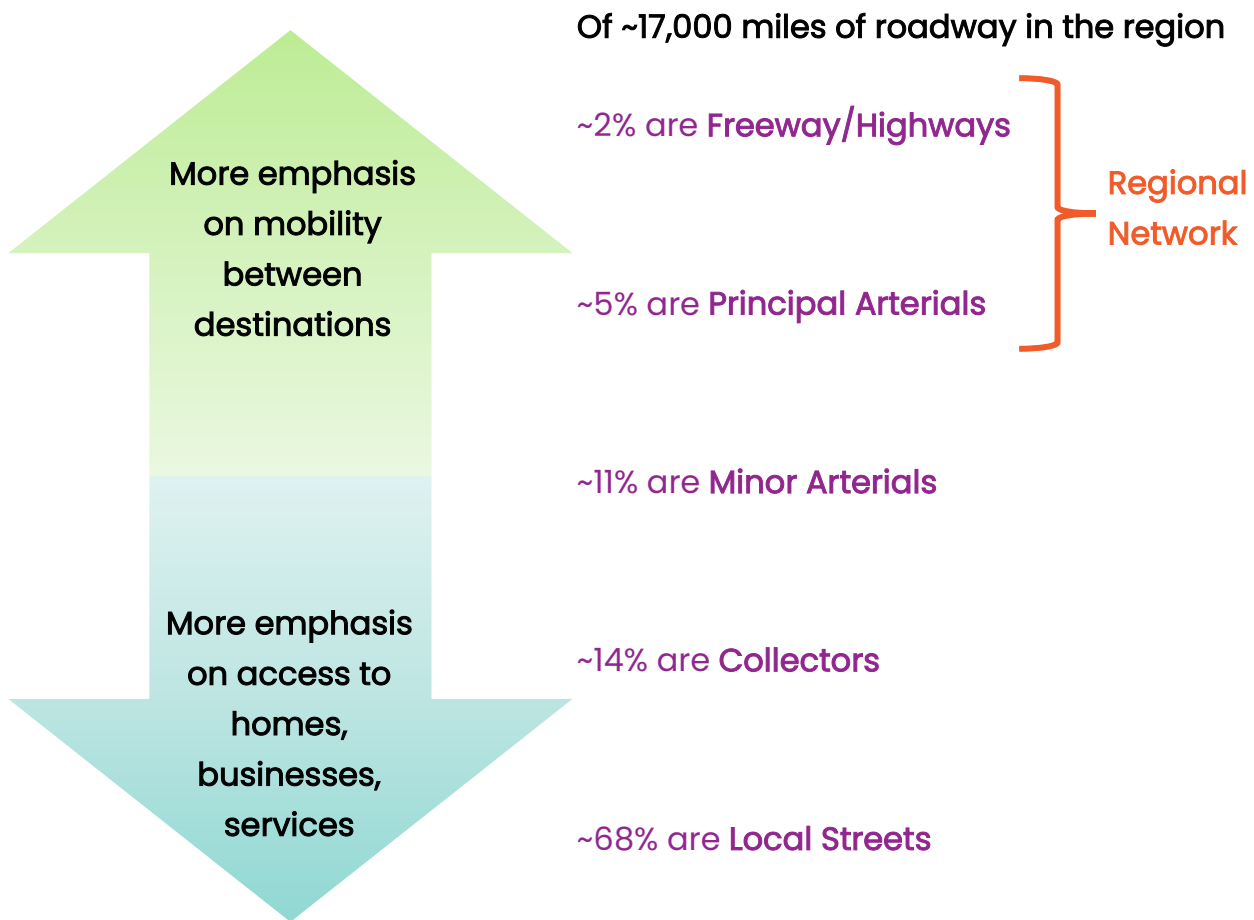 Of ~17,000 miles of roadway in the region
More emphasis
on mobility
between
destinations
~2% are Freeway/Highways
~5% are Principal Arterials
Regional
Network
~11% are Minor Arterials
More emphasis
on access to
homes,
businesses,
services
~14% are Collectors
~68% are Local Streets